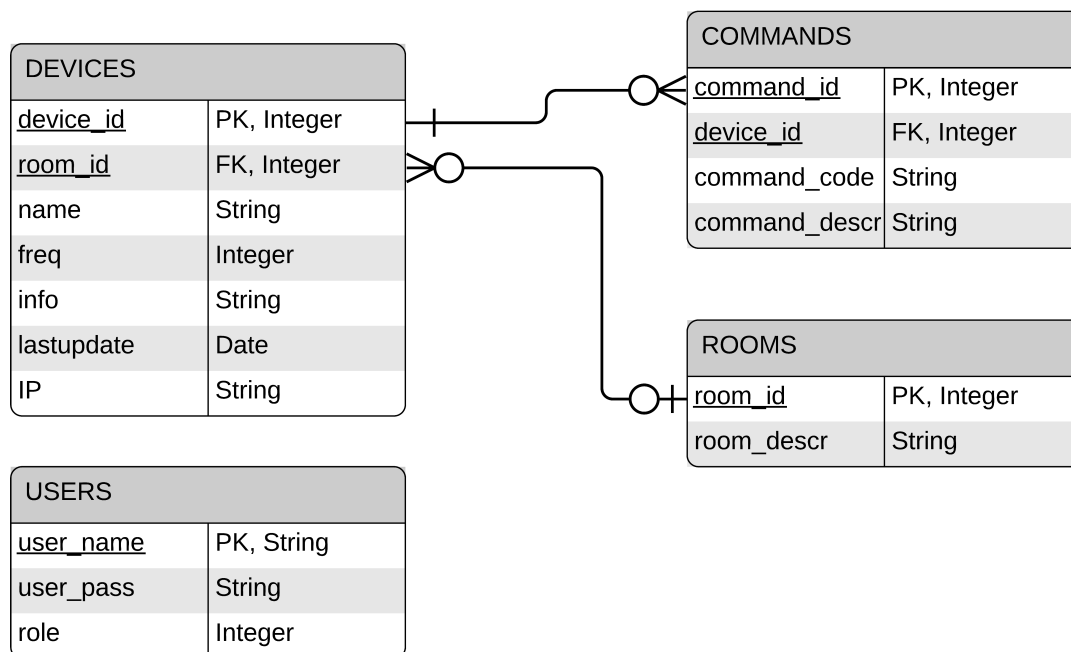 DEVICES
device_id PK, Integer
room_id FK, Integer
name String
freq Integer
info String
lastupdate Date
IP String
COMMANDS
command_id PK, Integer
device_id FK, Integer
command_code String
command_descr String
ROOMS
room_id PK, Integer
room_descr String
USERS
user_name PK, String
user_pass String
role Integer